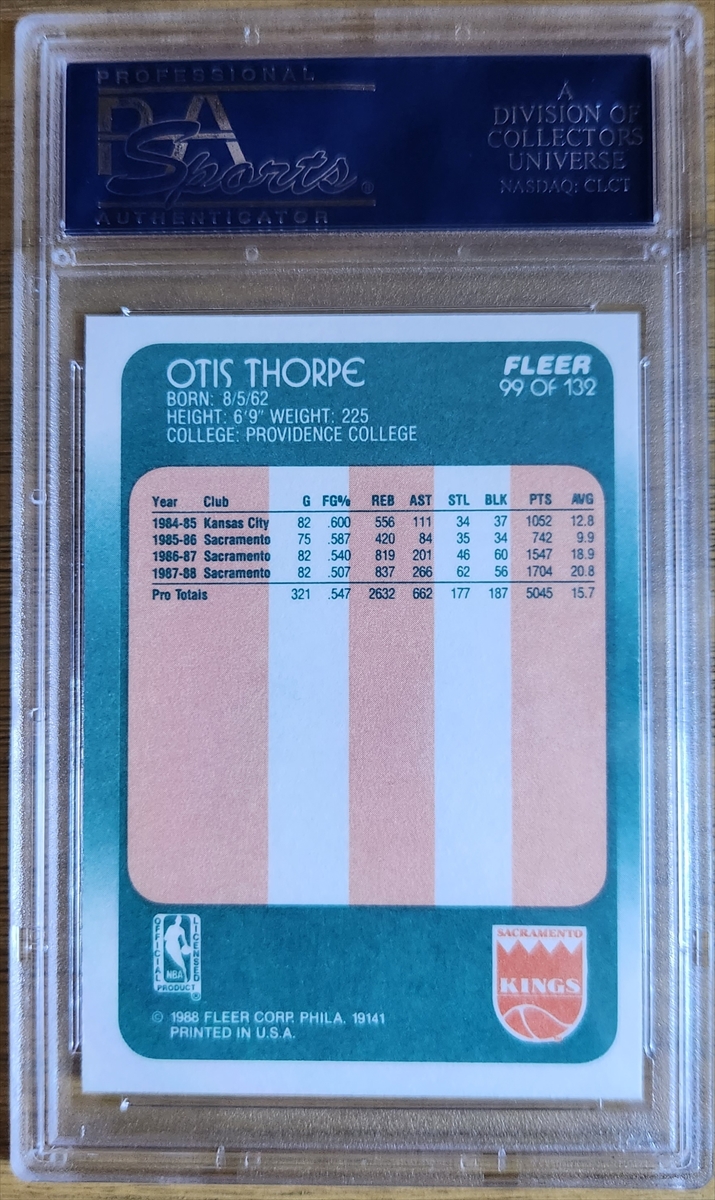 PROFESSIONAL
PSA
Sports®
AUTHENTICATOR
A
DIVISION OF
COLLECTORS
UNIVERSE
NASDAQ: CLCT
OTIS THORPE
BORN: 8/5/62
HEIGHT: 6'9" WEIGHT: 225
COLLEGE: PROVIDENCE COLLEGE
FLEER
99 OF 132
Year Club G FG% REB AST STL BLK PTS AVG
1984-85 Kansas City 82 .600 556 111 34 37 1052 12.8
1985-86 Sacramento 75 .587 420 84 35 34 742 9.9
1986-87 Sacramento 82 .540 819 201 46 60 1547 18.9
1987-88 Sacramento 82 .507 837 266 62 56 1704 20.8
Pro Totals 321 .547 2632 662 177 187 5045 15.7
OFFICIAL
LICENSED
NBA
PRODUCT ®
SACRAMENTO
KINGS
© 1988 FLEER CORP. PHILA. 19141
PRINTED IN U.S.A.